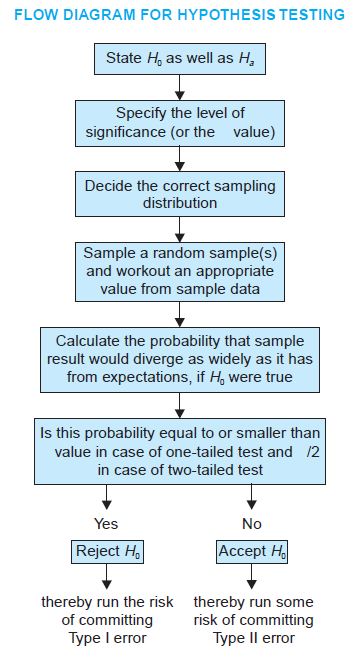 FLOW DIAGRAM FOR HYPOTHESIS TESTING
State H₀ as well as Hₐ
Specify the level of
significance (or the value)
Decide the correct sampling
distribution
Sample a random sample(s)
and workout an appropriate
value from sample data
Calculate the probability that sample
result would diverge as widely as it has
from expectations, if H₀ were true
Is this probability equal to or smaller than
value in case of one-tailed test and /2
in case of two-tailed test
Yes
No
Reject H₀
Accept H₀
thereby run the risk
of committing
Type I error
thereby run some
risk of committing
Type II error